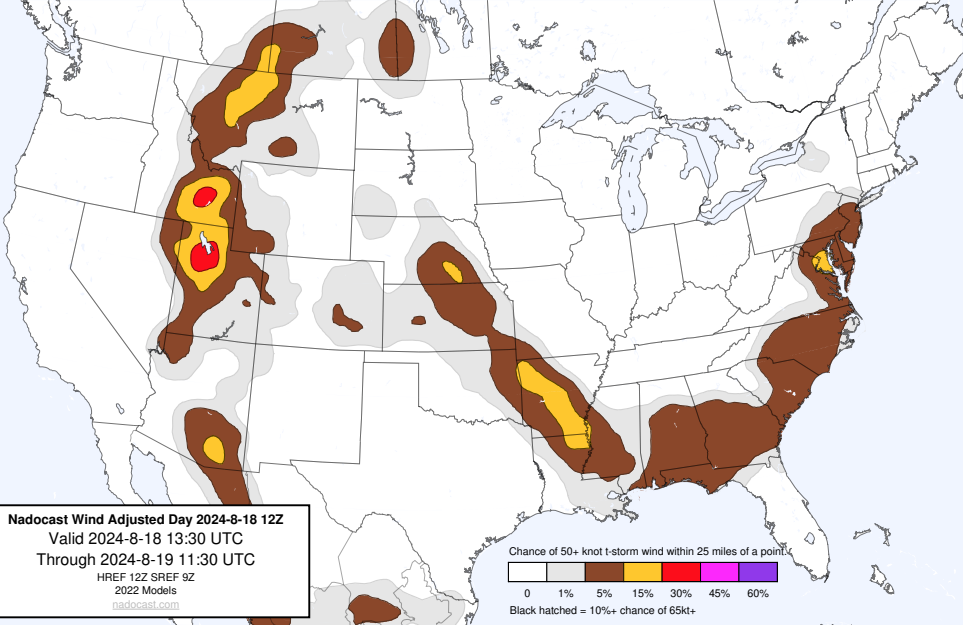 Nadocast Wind Adjusted Day 2024-8-18 12Z
Valid 2024-8-18 13:30 UTC
Through 2024-8-19 11:30 UTC
HREF 12Z SREF 9Z
2022 Models
nadocast.com
Chance of 50+ knot t-storm wind within 25 miles of a point.
0 1% 5% 15% 30% 45% 60%
Black hatched = 10%+ chance of 65kt+